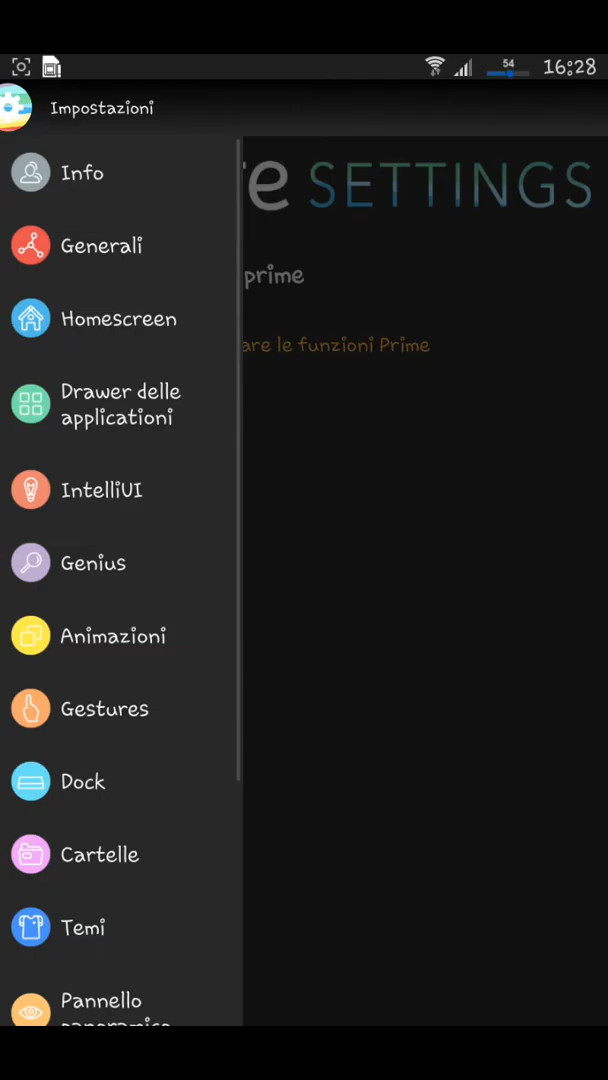 54 16:28
Impostazioni
e SETTINGS
prime
are le funzioni Prime
Info
Generali
Homescreen
Drawer delle
applicationi
IntelliUI
Genius
Animazioni
Gestures
Dock
Cartelle
Temi
Pannello
panoramico